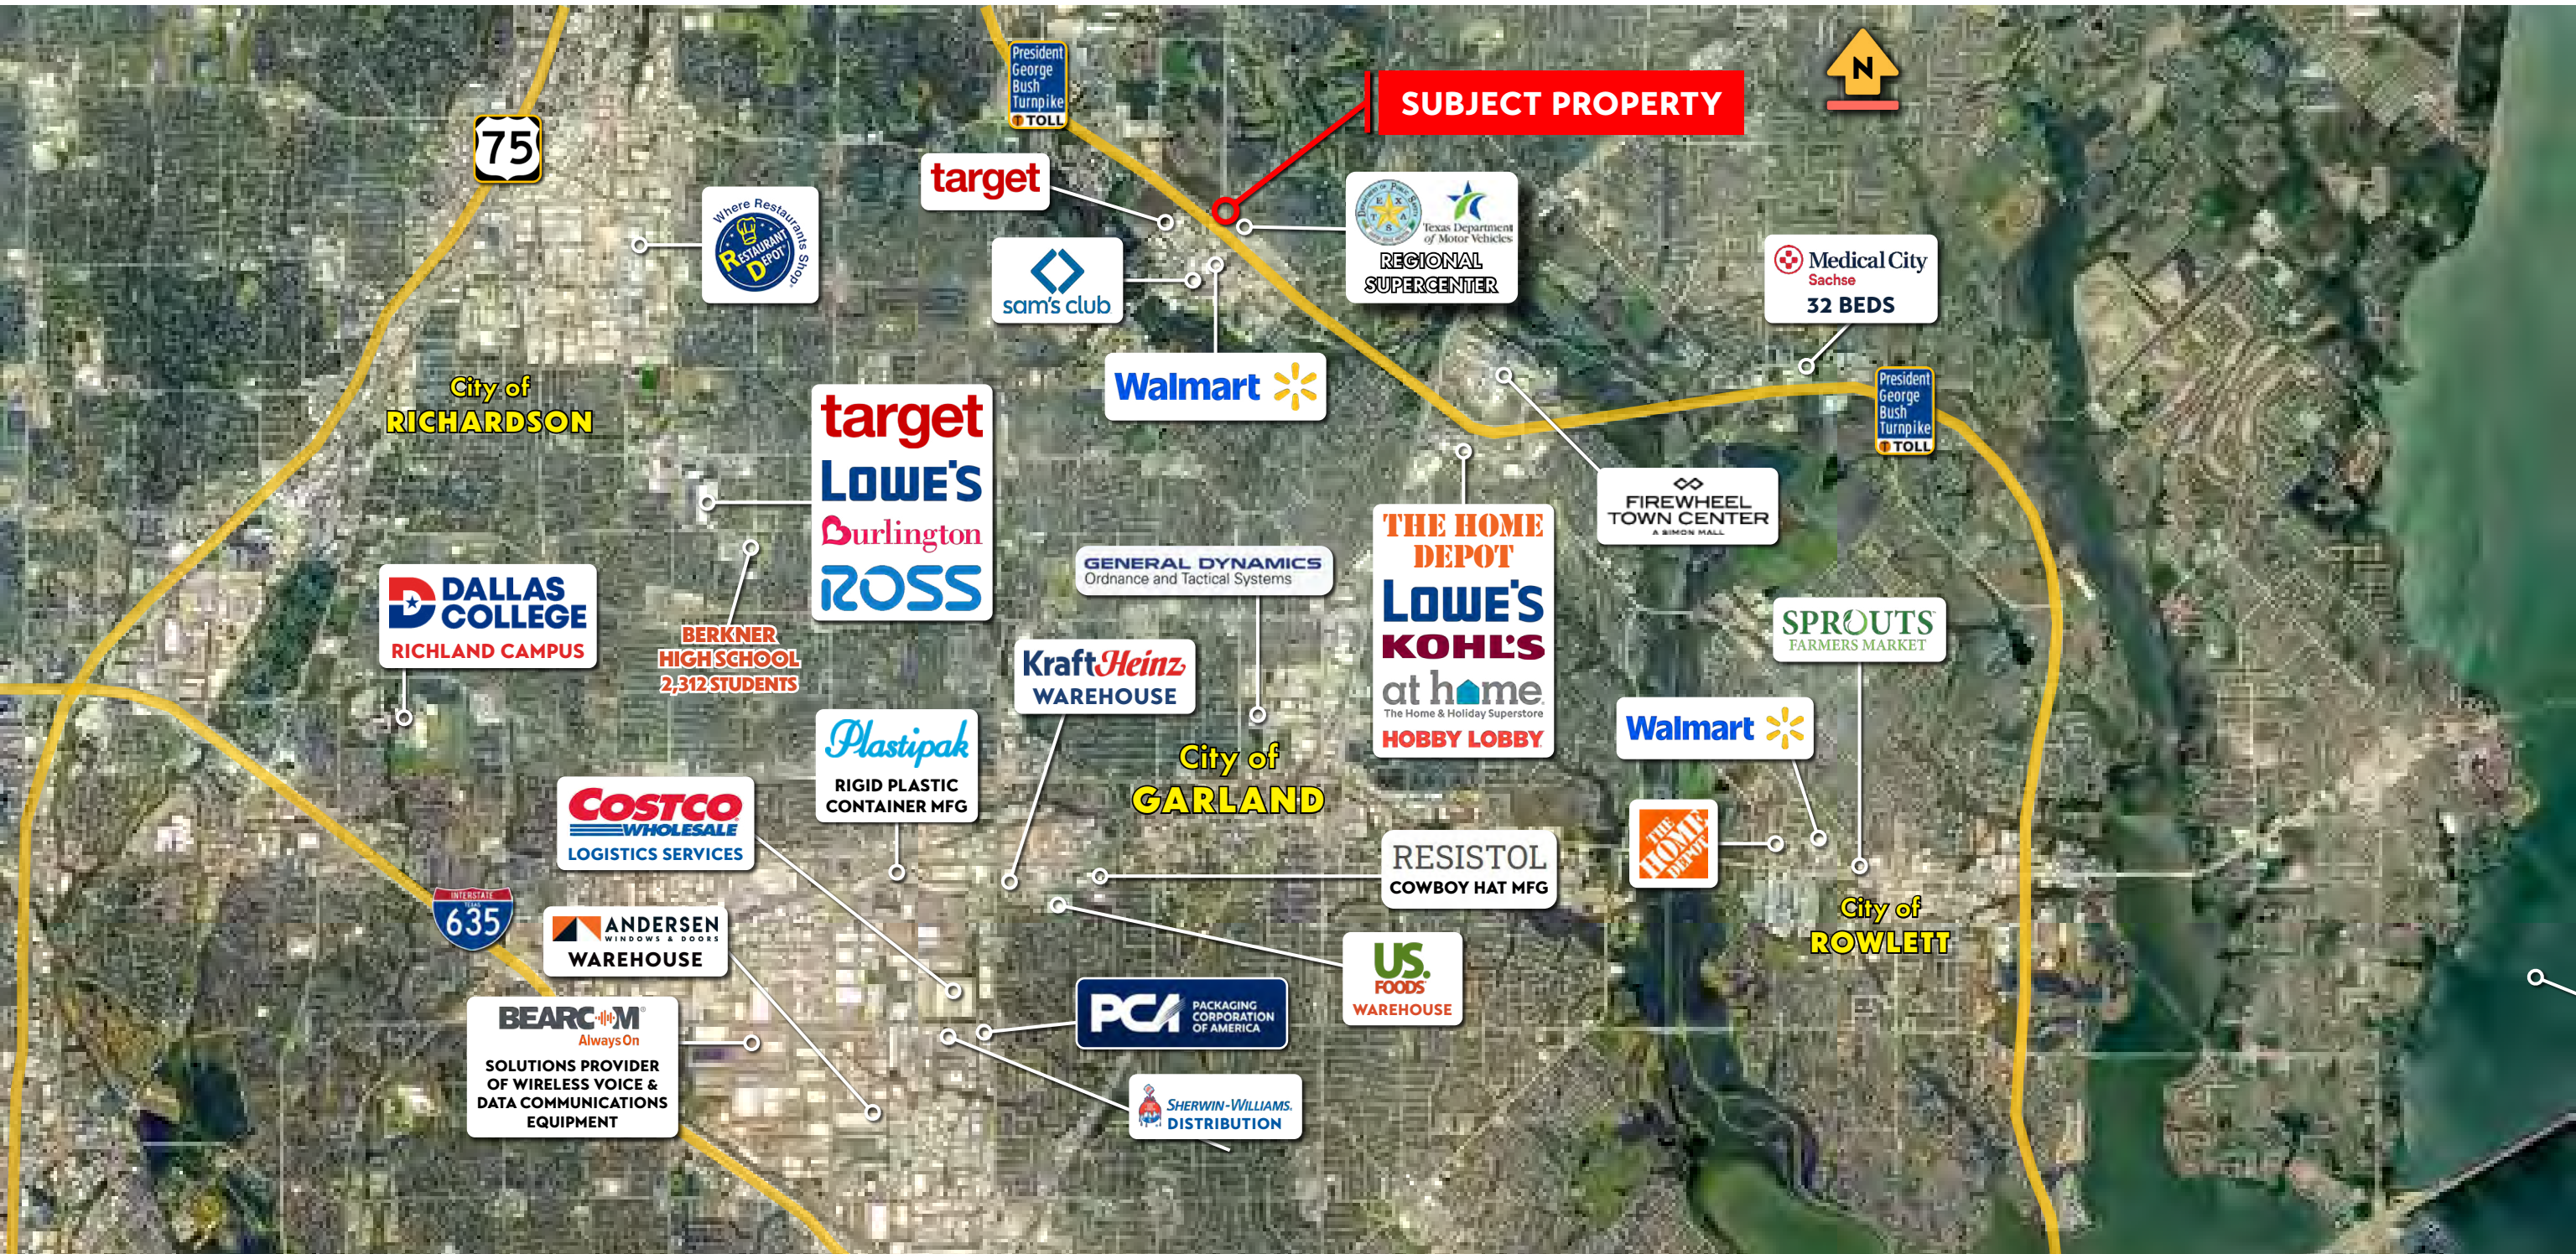 President
George
Bush
Turnpike
TOLL
N
SUBJECT PROPERTY
75
target
Where Restaurants Shop
RESTAURANT
DEPOT
DEPARTMENT OF PUBLIC SAFETY
TEXAS
Texas Department
of Motor Vehicles
REGIONAL
SUPERCENTER
sam's club
Medical City
Sachse
32 BEDS
Walmart
City of
RICHARDSON
President
George
Bush
Turnpike
TOLL
target
LOWE'S
Burlington
ROSS
FIREWHEEL
TOWN CENTER
A SIMON MALL
THE HOME
DEPOT
LOWE'S
KOHL'S
at home
The Home & Holiday Superstore
HOBBY LOBBY
GENERAL DYNAMICS
Ordnance and Tactical Systems
DALLAS
COLLEGE
RICHLAND CAMPUS
BERKNER
HIGH SCHOOL
2,312 STUDENTS
SPROUTS
FARMERS MARKET
KraftHeinz
WAREHOUSE
Walmart
Plastipak
RIGID PLASTIC
CONTAINER MFG
City of
GARLAND
COSTCO
WHOLESALE
LOGISTICS SERVICES
THE
HOME
DEPOT
RESISTOL
COWBOY HAT MFG
INTERSTATE
TEXAS
635
ANDERSEN
WINDOWS & DOORS
WAREHOUSE
City of
ROWLETT
US.
FOODS
WAREHOUSE
PCA
PACKAGING
CORPORATION
OF AMERICA
BEARCOM
Always On
SOLUTIONS PROVIDER
OF WIRELESS VOICE &
DATA COMMUNICATIONS
EQUIPMENT
SHERWIN-WILLIAMS.
DISTRIBUTION